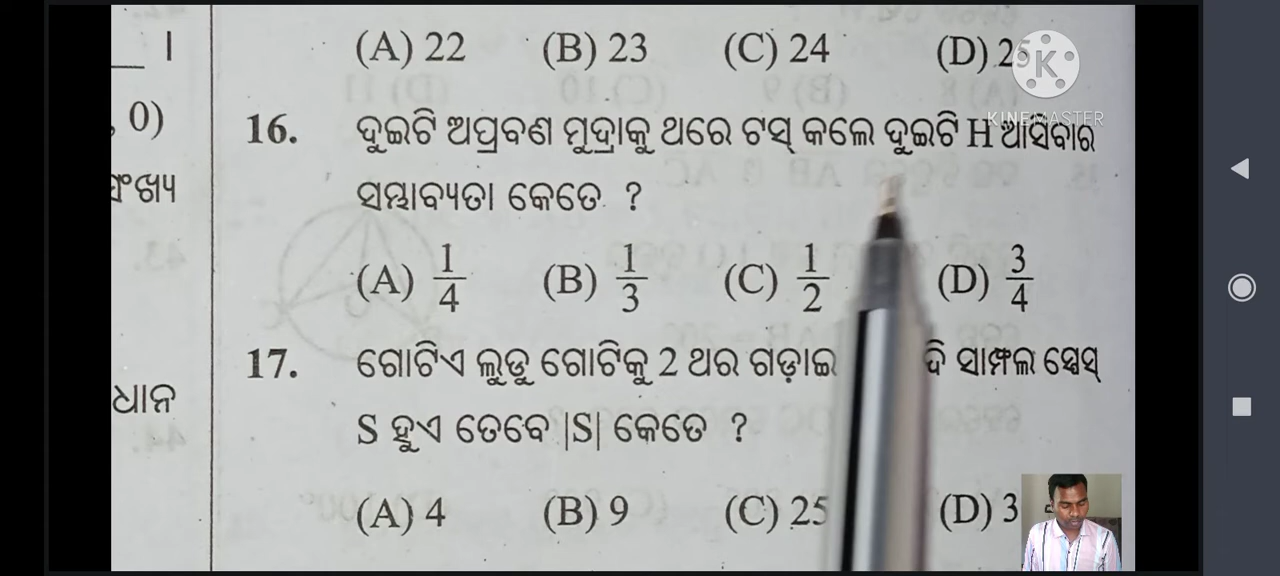 (A) 22 (B) 23 (C) 24 (D)
KINEMASTER
, 0)
16. ଦୁଇଟି ଅପ୍ରବଣ ମୁଦ୍ରାକୁ ଥରେ ଟସ୍ କଲେ ଦୁଇଟି H ଆସିବାର
ସଂଖ୍ୟ
ସମ୍ଭାବ୍ୟତା କେତେ ?
(A) 1/4 (B) 1/3 (C) 1/2 (D) 3/4
17. ଗୋଟିଏ ଲୁଡୁ ଗୋଟିକୁ 2 ଥର ଗଡ଼ାଇ ଦି ସାମ୍ପଲ ସ୍ପେସ୍
ଧାନ
S ହୁଏ ତେବେ |S| କେତେ ?
(A) 4 (B) 9 (C) 25 (D) 3